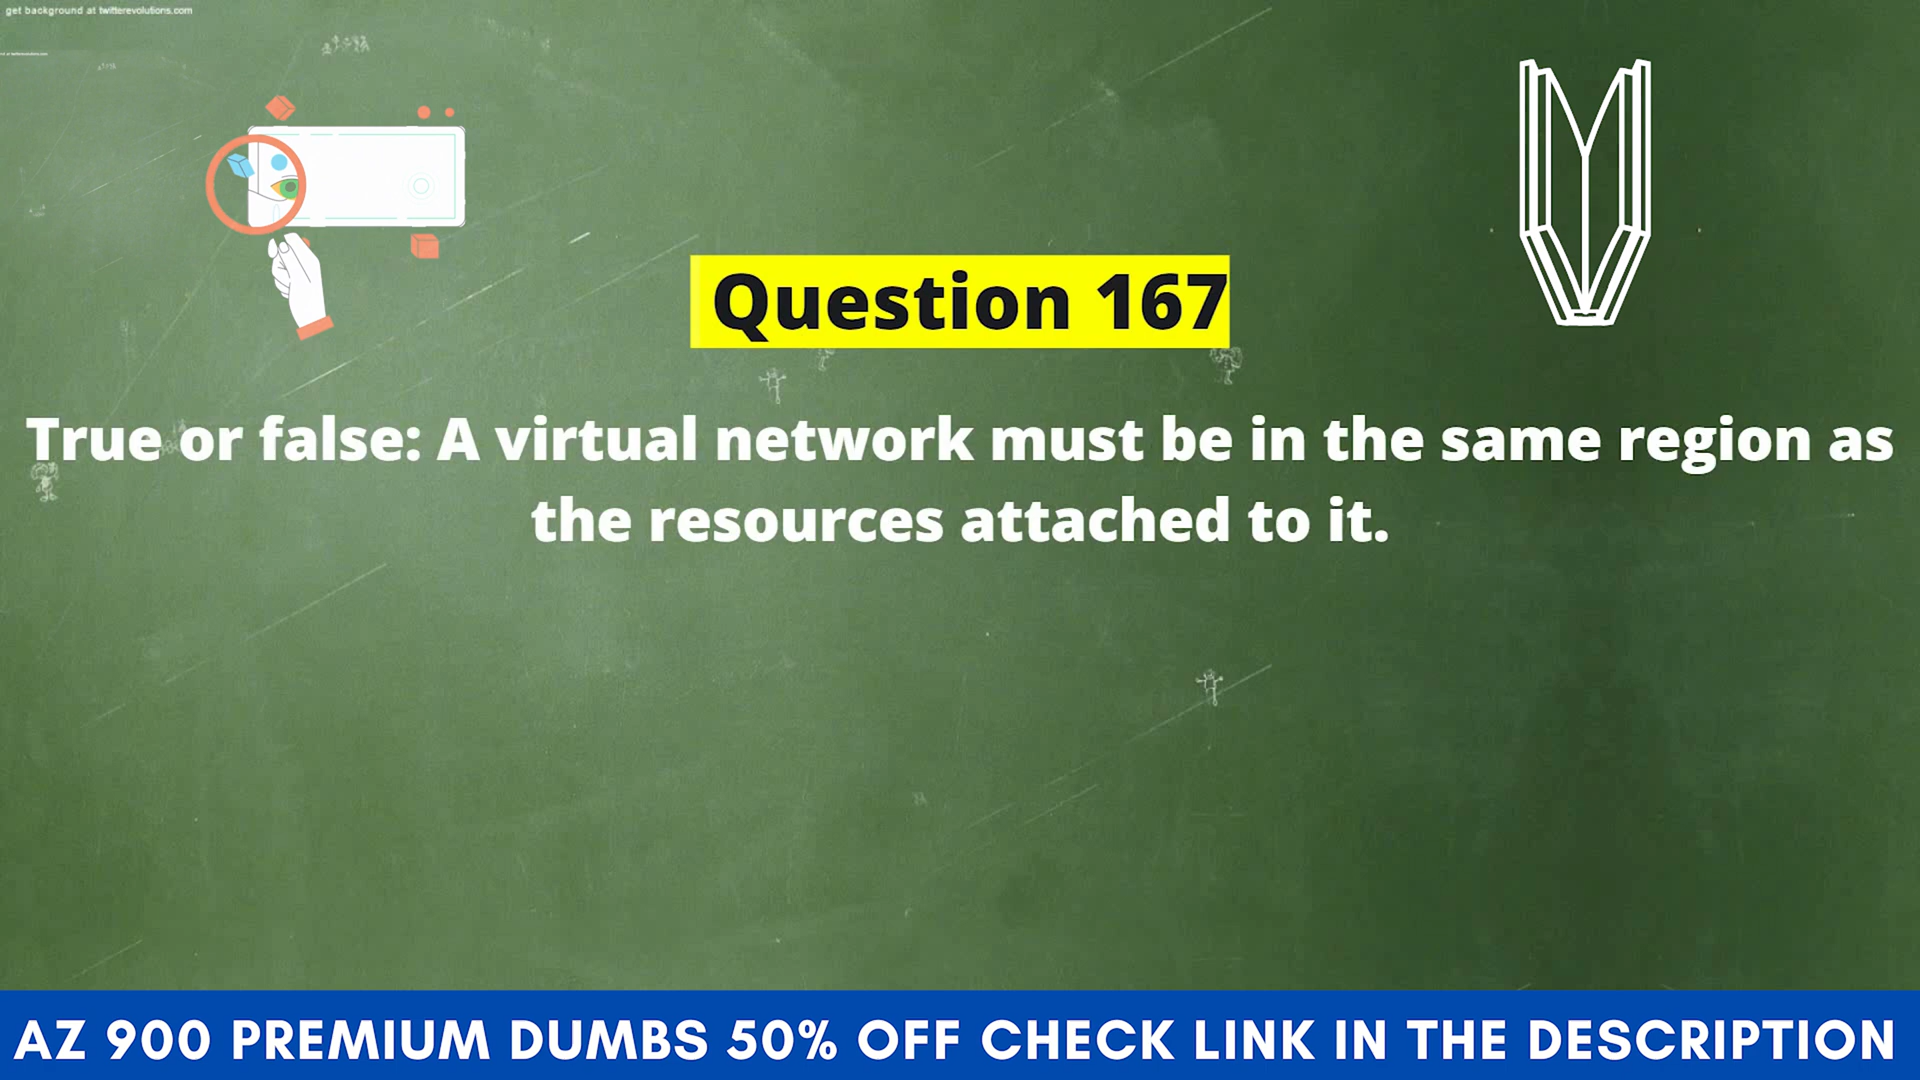 get background at twitterevolutions.com
Question 167
True or false: A virtual network must be in the same region as
the resources attached to it.
AZ 900 PREMIUM DUMBS 50% OFF CHECK LINK IN THE DESCRIPTION